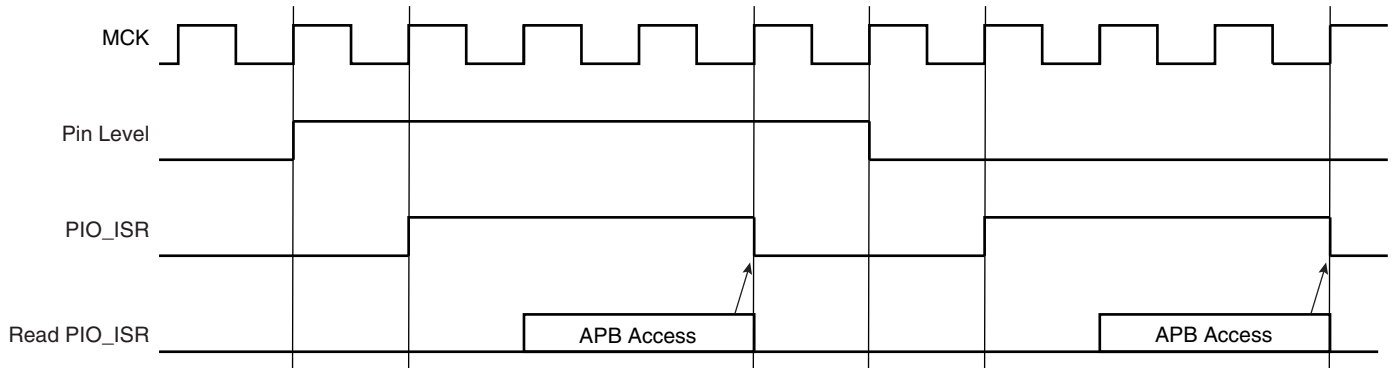 MCK
Pin Level
PIO_ISR
Read PIO_ISR
APB Access
APB Access